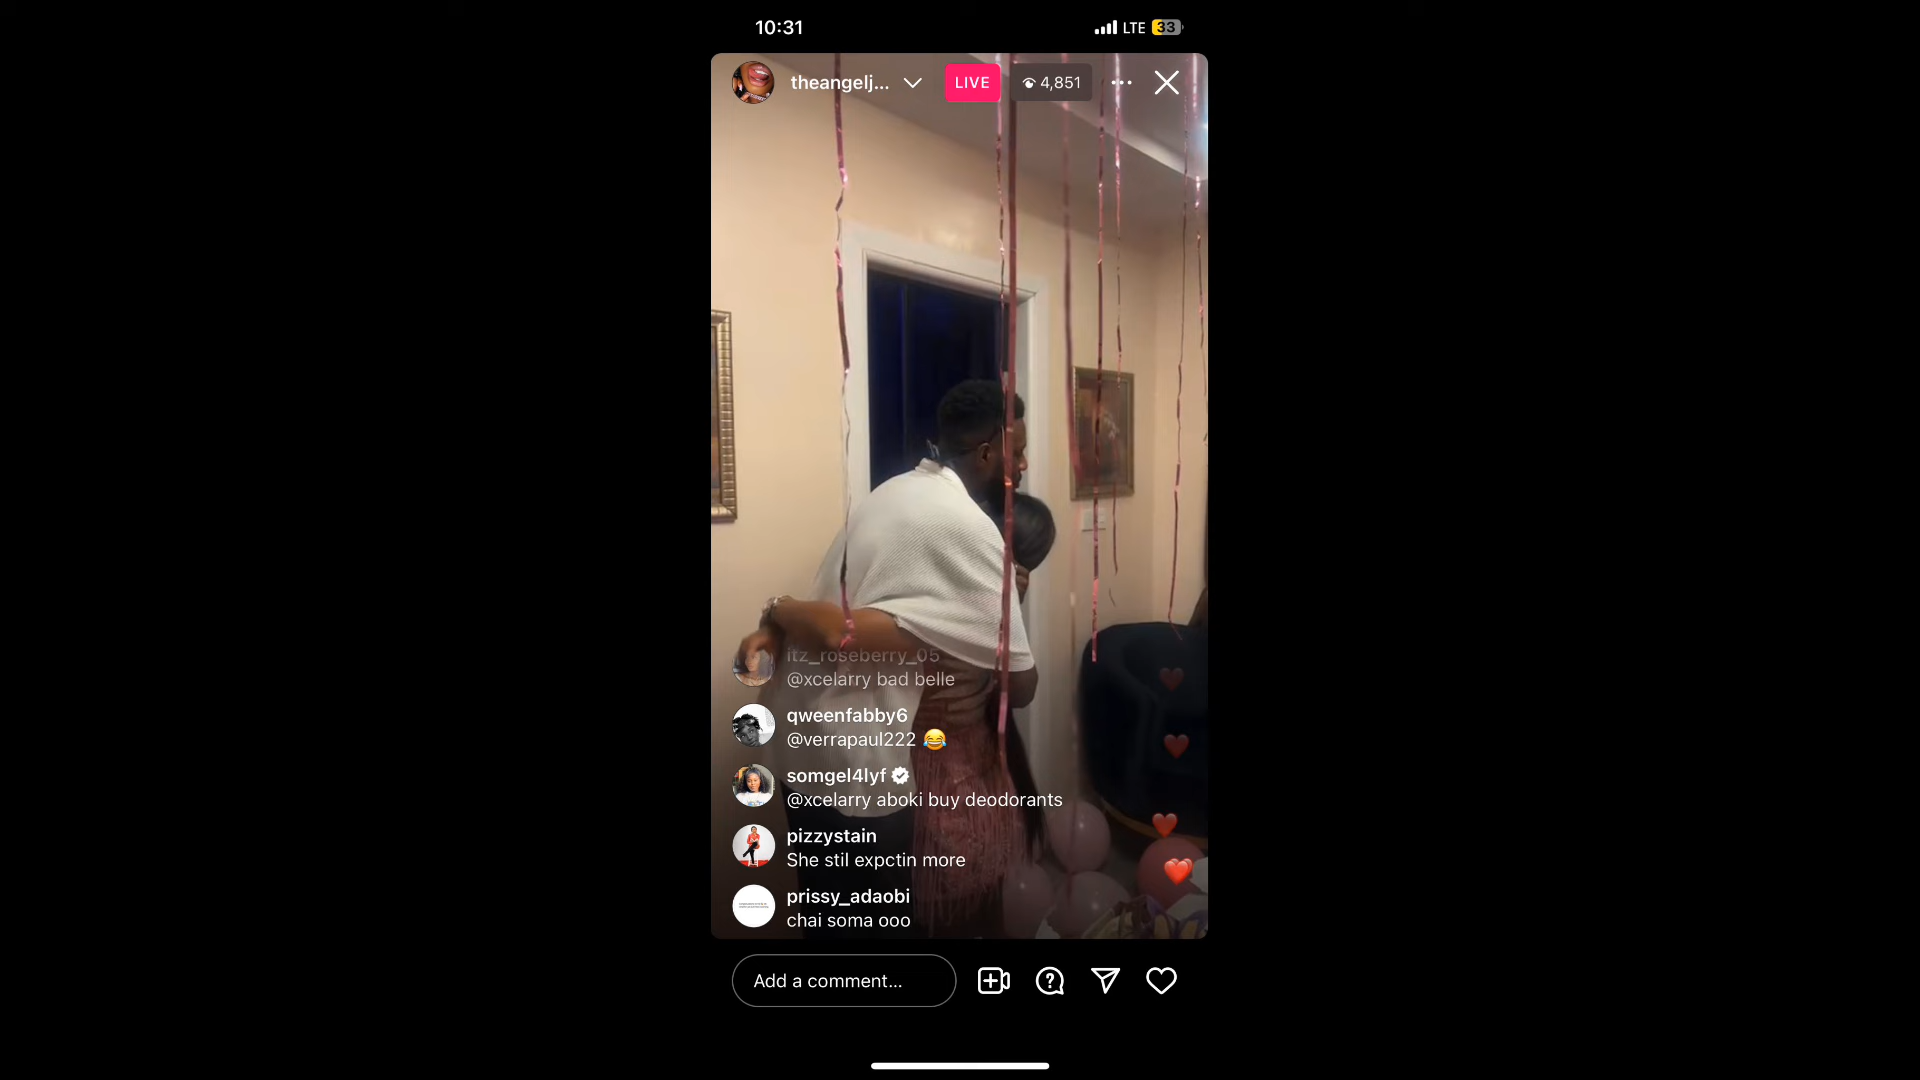 10:31
LTE 33
theangelj...
LIVE
4,851
itz_roseberry_05
@xcelarry bad belle
qweenfabby6
@verrapaul222 😂
somgel4lyf
@xcelarry aboki buy deodorants
pizzystain
She stil expctin more
prissy_adaobi
chai soma ooo
Add a comment...